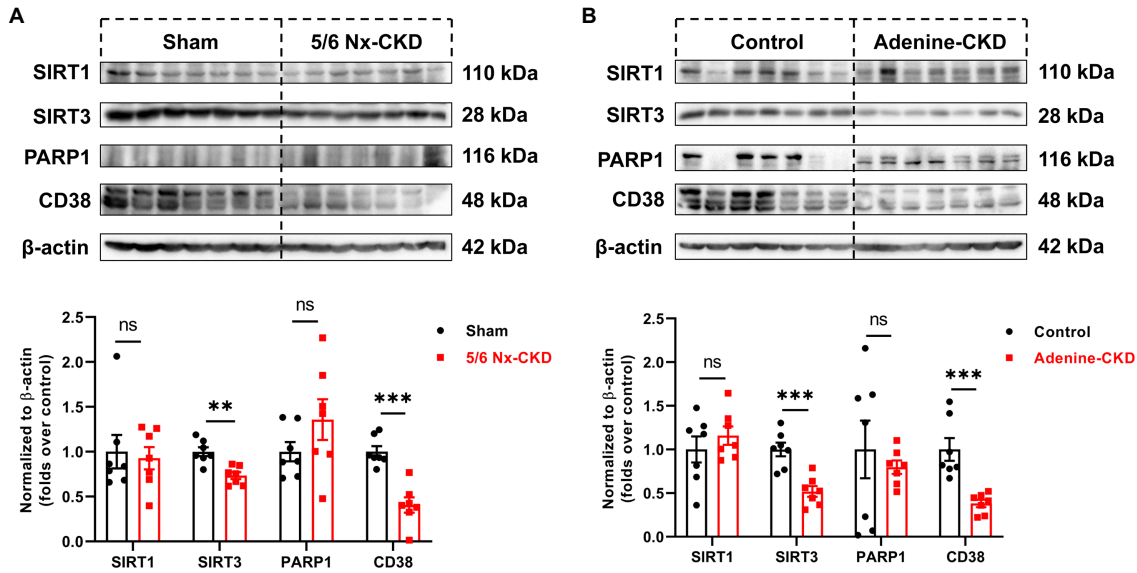 A
Sham 5/6 Nx-CKD
SIRT1 110 kDa
SIRT3 28 kDa
PARP1 116 kDa
CD38 48 kDa
β-actin 42 kDa
Normalized to β-actin
(folds over control)
2.5
2.0
1.5
1.0
0.5
0.0
ns
**
ns
***
SIRT1 SIRT3 PARP1 CD38
Sham
5/6 Nx-CKD
B
Control Adenine-CKD
SIRT1 110 kDa
SIRT3 28 kDa
PARP1 116 kDa
CD38 48 kDa
β-actin 42 kDa
Normalized to β-actin
(folds over control)
2.5
2.0
1.5
1.0
0.5
0.0
ns
***
ns
***
SIRT1 SIRT3 PARP1 CD38
Control
Adenine-CKD